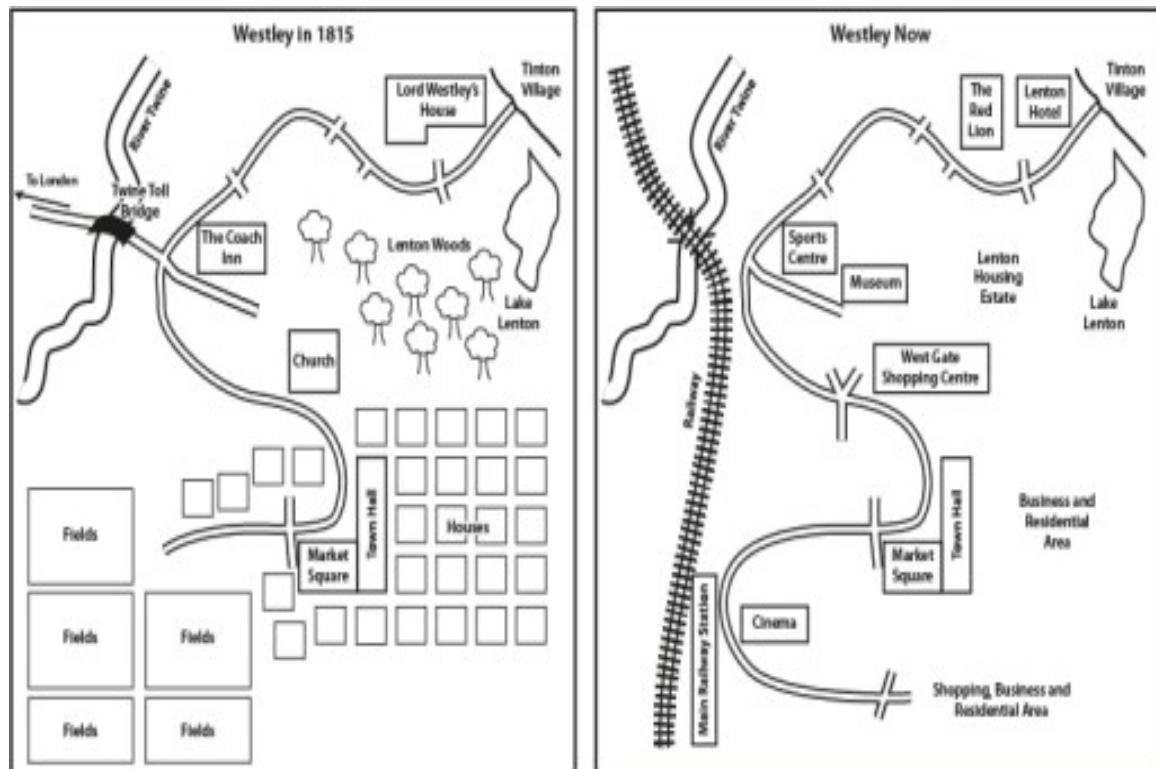 Westley in 1815
River Twine
To London
Twine Toll
Bridge
Lord Westley's
House
Tinton
Village
The Coach
Inn
Lenton Woods
Lake
Lenton
Church
Fields
Fields
Fields
Fields
Fields
Town Hall
Market
Square
Houses
Westley Now
River Twine
The
Red
Lion
Lenton
Hotel
Tinton
Village
Sports
Centre
Museum
Lenton
Housing
Estate
Lake
Lenton
West Gate
Shopping Centre
Railway
Town Hall
Market
Square
Business and
Residential
Area
Main Railway Station
Cinema
Shopping, Business and
Residential Area